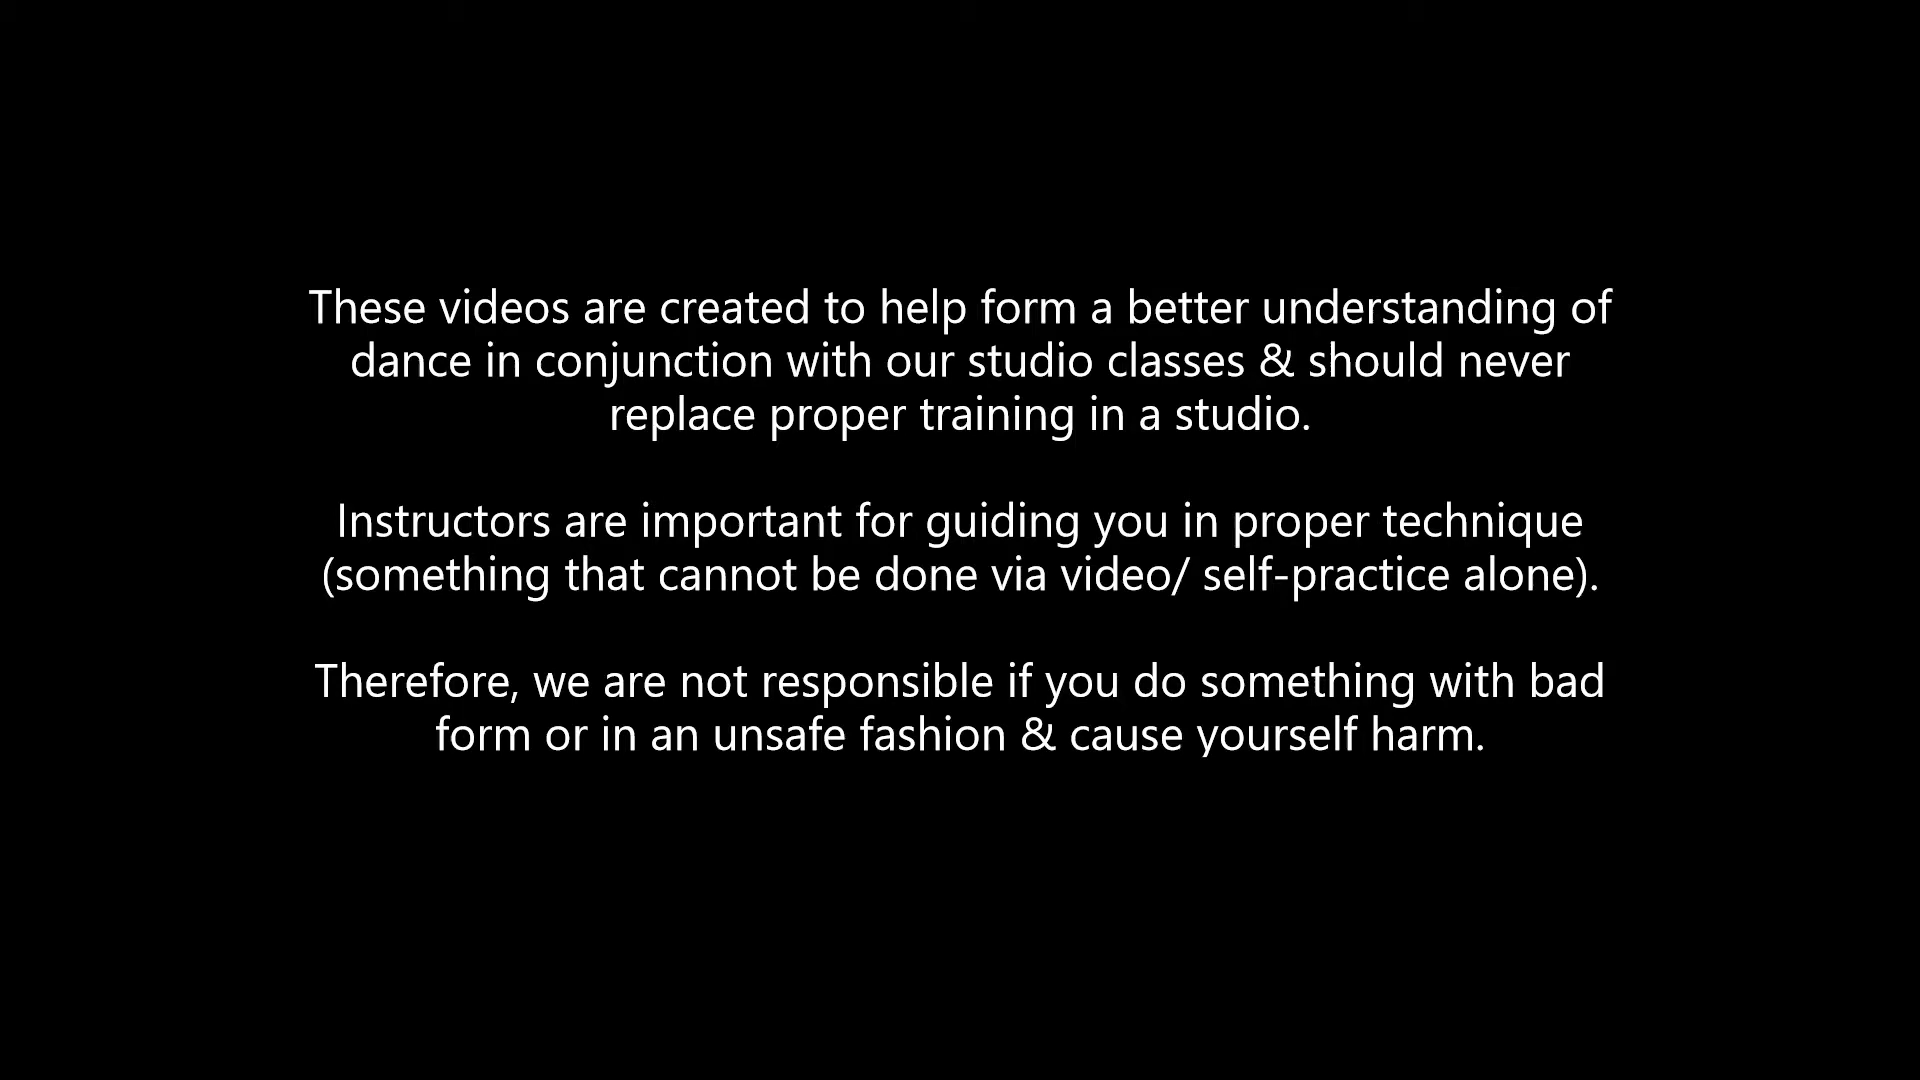 These videos are created to help form a better understanding of
dance in conjunction with our studio classes & should never
replace proper training in a studio.
Instructors are important for guiding you in proper technique
(something that cannot be done via video/ self-practice alone).
Therefore, we are not responsible if you do something with bad
form or in an unsafe fashion & cause yourself harm.